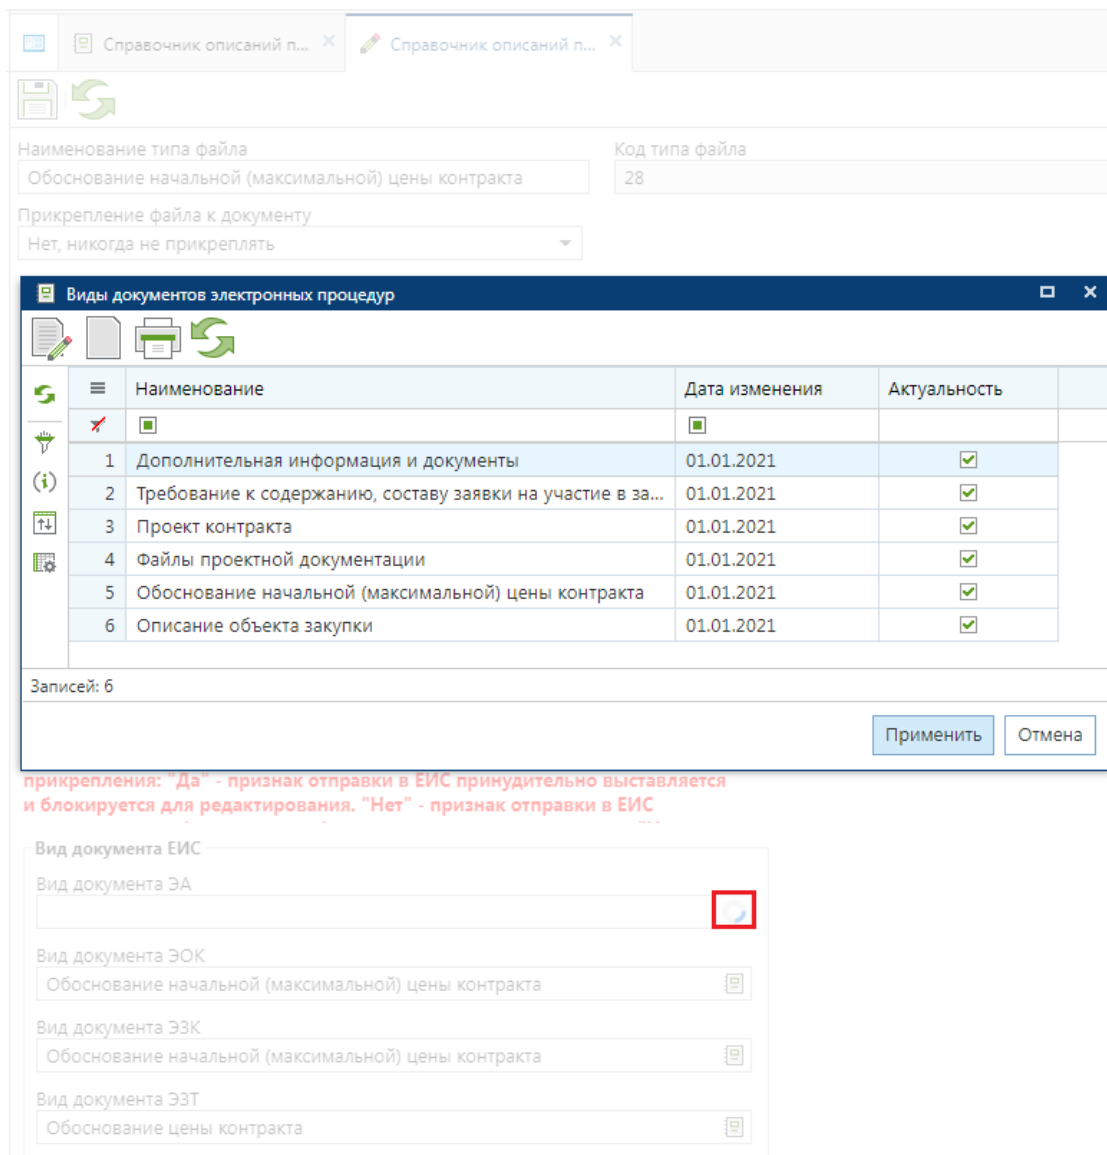 Справочник описаний п... Справочник описаний п...
Наименование типа файла Код типа файла
Обоснование начальной (максимальной) цены контракта 28
Прикрепление файла к документу
Нет, никогда не прикреплять
Виды документов электронных процедур
Наименование Дата изменения Актуальность
1 Дополнительная информация и документы 01.01.2021
2 Требование к содержанию, составу заявки на участие в за... 01.01.2021
3 Проект контракта 01.01.2021
4 Файлы проектной документации 01.01.2021
5 Обоснование начальной (максимальной) цены контракта 01.01.2021
6 Описание объекта закупки 01.01.2021
Записей: 6
Применить Отмена
прикрепления: "Да" - признак отправки в ЕИС принудительно выставляется
и блокируется для редактирования. "Нет" - признак отправки в ЕИС
Вид документа ЕИС
Вид документа ЭА
Вид документа ЭОК
Обоснование начальной (максимальной) цены контракта
Вид документа ЭЗК
Обоснование начальной (максимальной) цены контракта
Вид документа ЭЗТ
Обоснование цены контракта